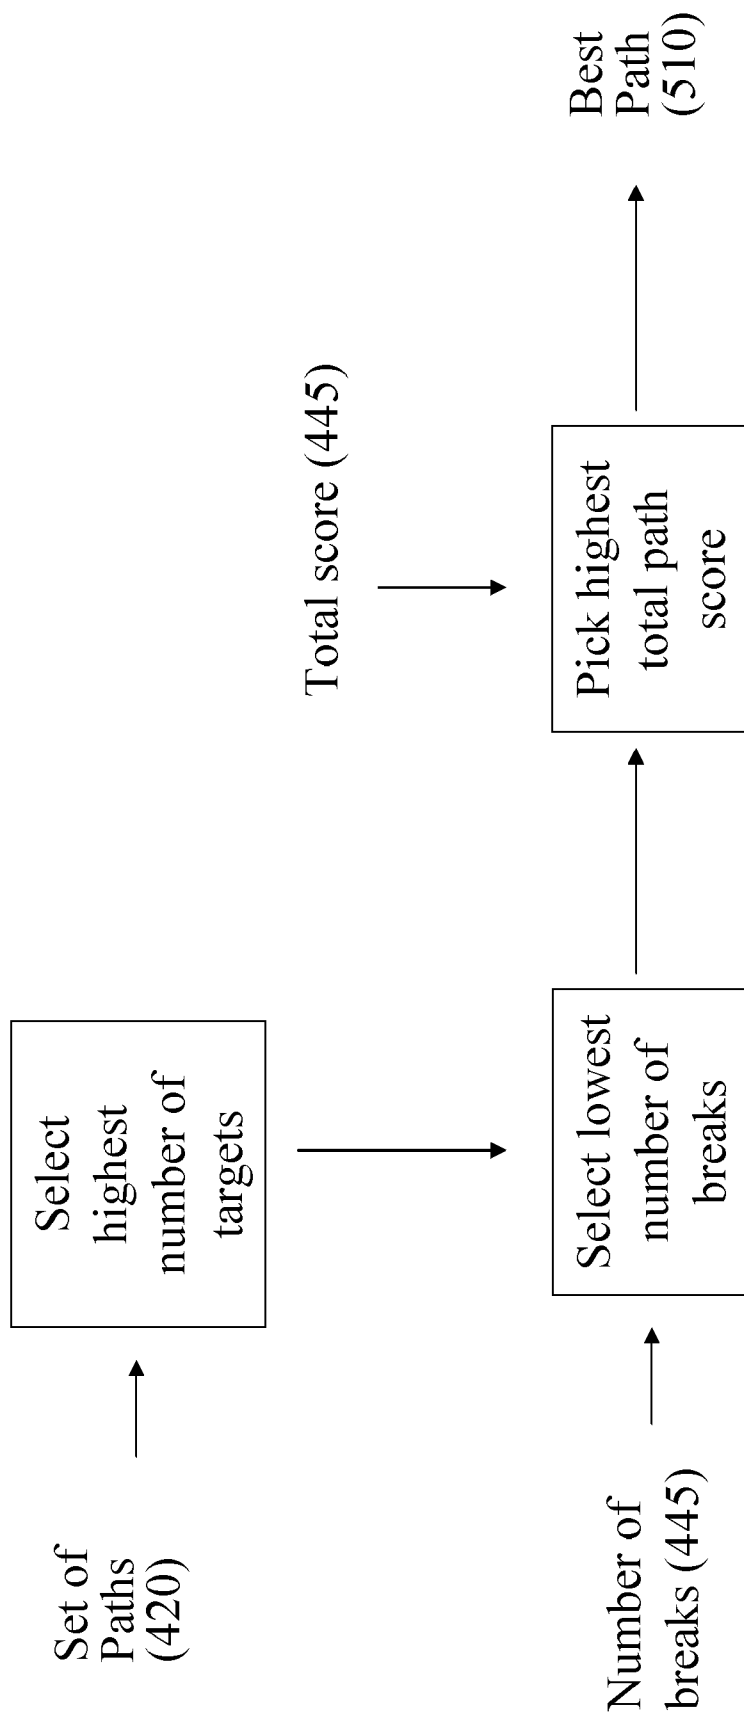 Set of
Paths
(420)
Select
highest
number of
targets
Number of
breaks (445)
Select lowest
number of
breaks
Total score (445)
Pick highest
total path
score
Best
Path
(510)